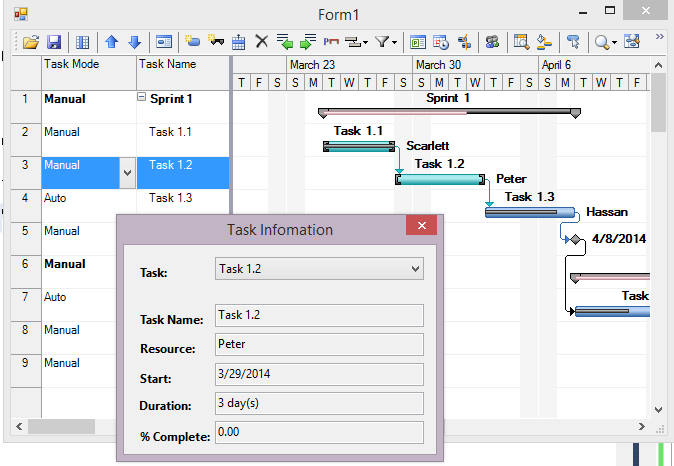 Form1
Task Mode Task Name March 23 March 30 April 6
T F S S M T W T F S S M T W T F S S M T W T F
1 Manual Sprint 1 Sprint 1
2 Manual Task 1.1 Task 1.1 Scarlett
3 Manual Task 1.2 Task 1.2 Peter
4 Auto Task 1.3 Task 1.3 Hassan
5 Manual 4/8/2014
6 Manual
7 Auto Task
8 Manual
9 Manual
Task Infomation
Task: Task 1.2
Task Name: Task 1.2
Resource: Peter
Start: 3/29/2014
Duration: 3 day(s)
% Complete: 0.00